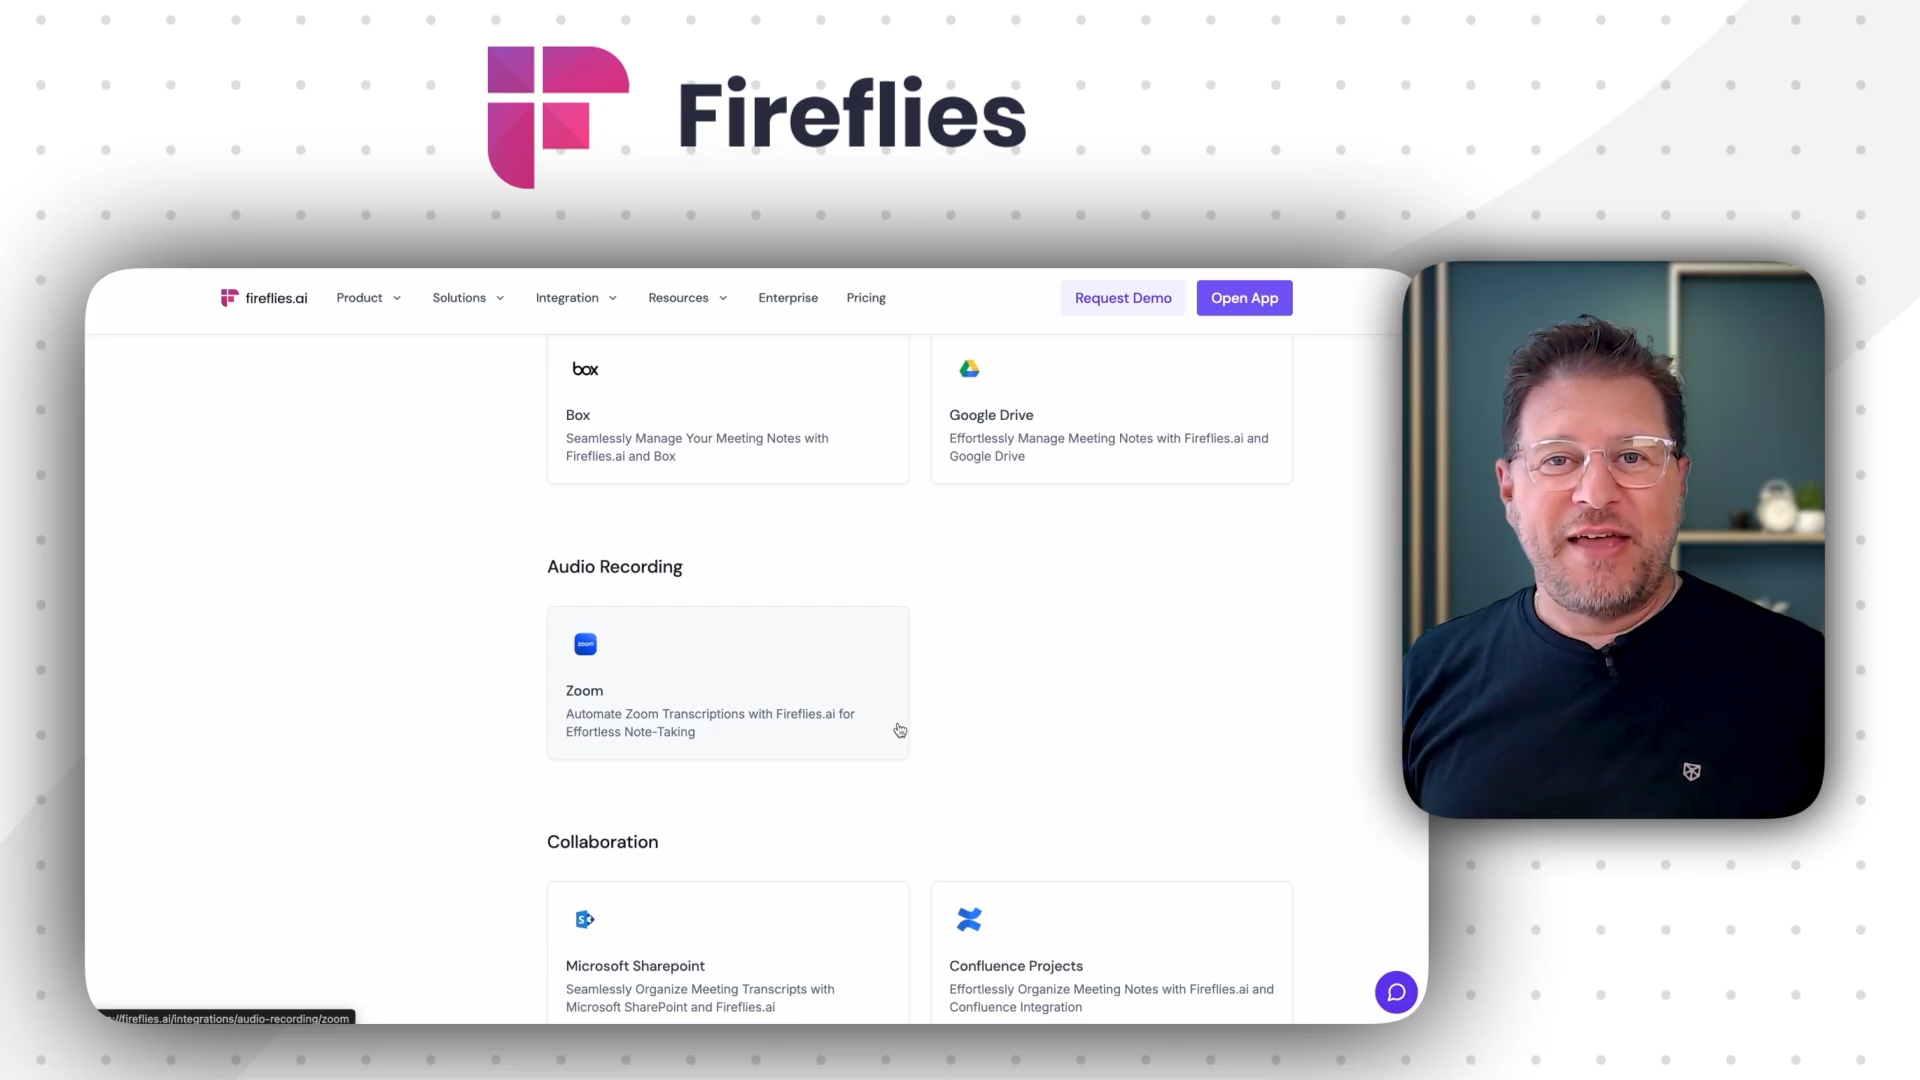 Fireflies
fireflies.ai
Product
Solutions
Integration
Resources
Enterprise
Pricing
Request Demo
Open App
box
Box
Seamlessly Manage Your Meeting Notes with
Fireflies.ai and Box
Google Drive
Effortlessly Manage Meeting Notes with Fireflies.ai and
Google Drive
Audio Recording
zoom
Zoom
Automate Zoom Transcriptions with Fireflies.ai for
Effortless Note-Taking
Collaboration
S
Microsoft Sharepoint
Seamlessly Organize Meeting Transcripts with
Microsoft SharePoint and Fireflies.ai
Confluence Projects
Effortlessly Organize Meeting Notes with Fireflies.ai and
Confluence Integration
://fireflies.ai/integrations/audio-recording/zoom